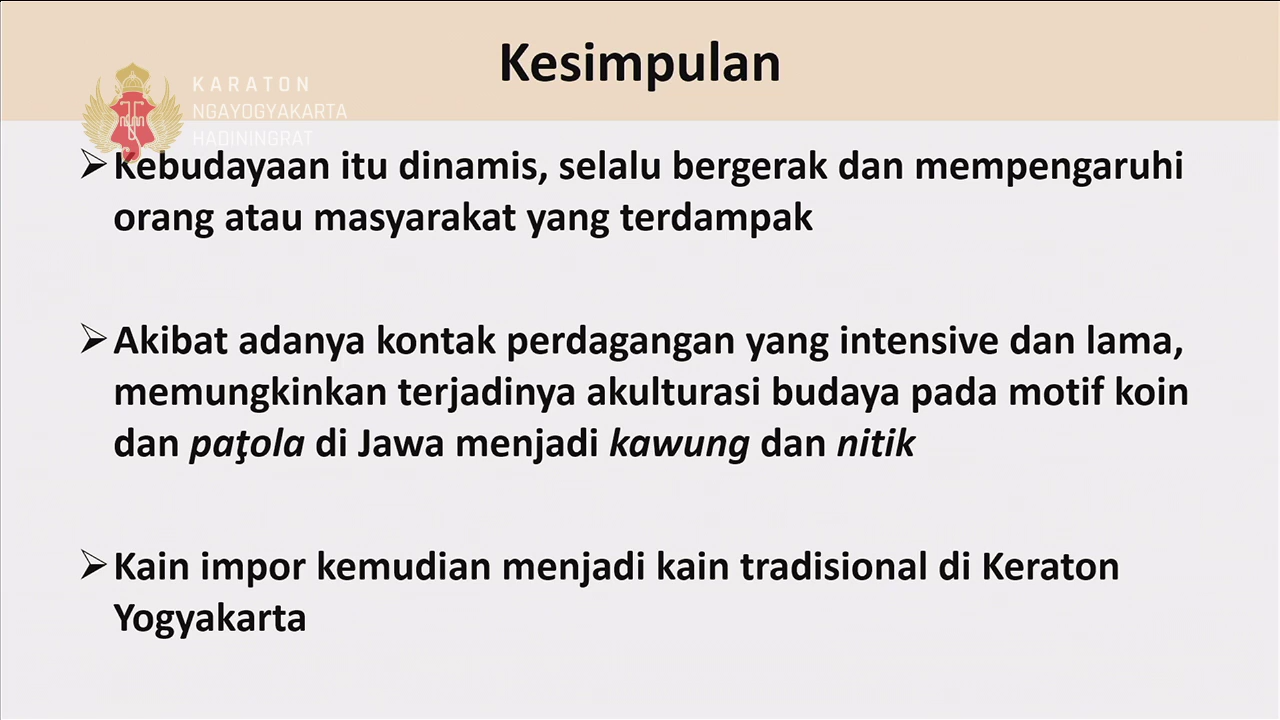 Kesimpulan
KARATON
NGAYOGYAKARTA
HADININGRAT
➢Kebudayaan itu dinamis, selalu bergerak dan mempengaruhi
orang atau masyarakat yang terdampak
➢Akibat adanya kontak perdagangan yang intensive dan lama,
memungkinkan terjadinya akulturasi budaya pada motif koin
dan paţola di Jawa menjadi kawung dan nitik
➢Kain impor kemudian menjadi kain tradisional di Keraton
Yogyakarta